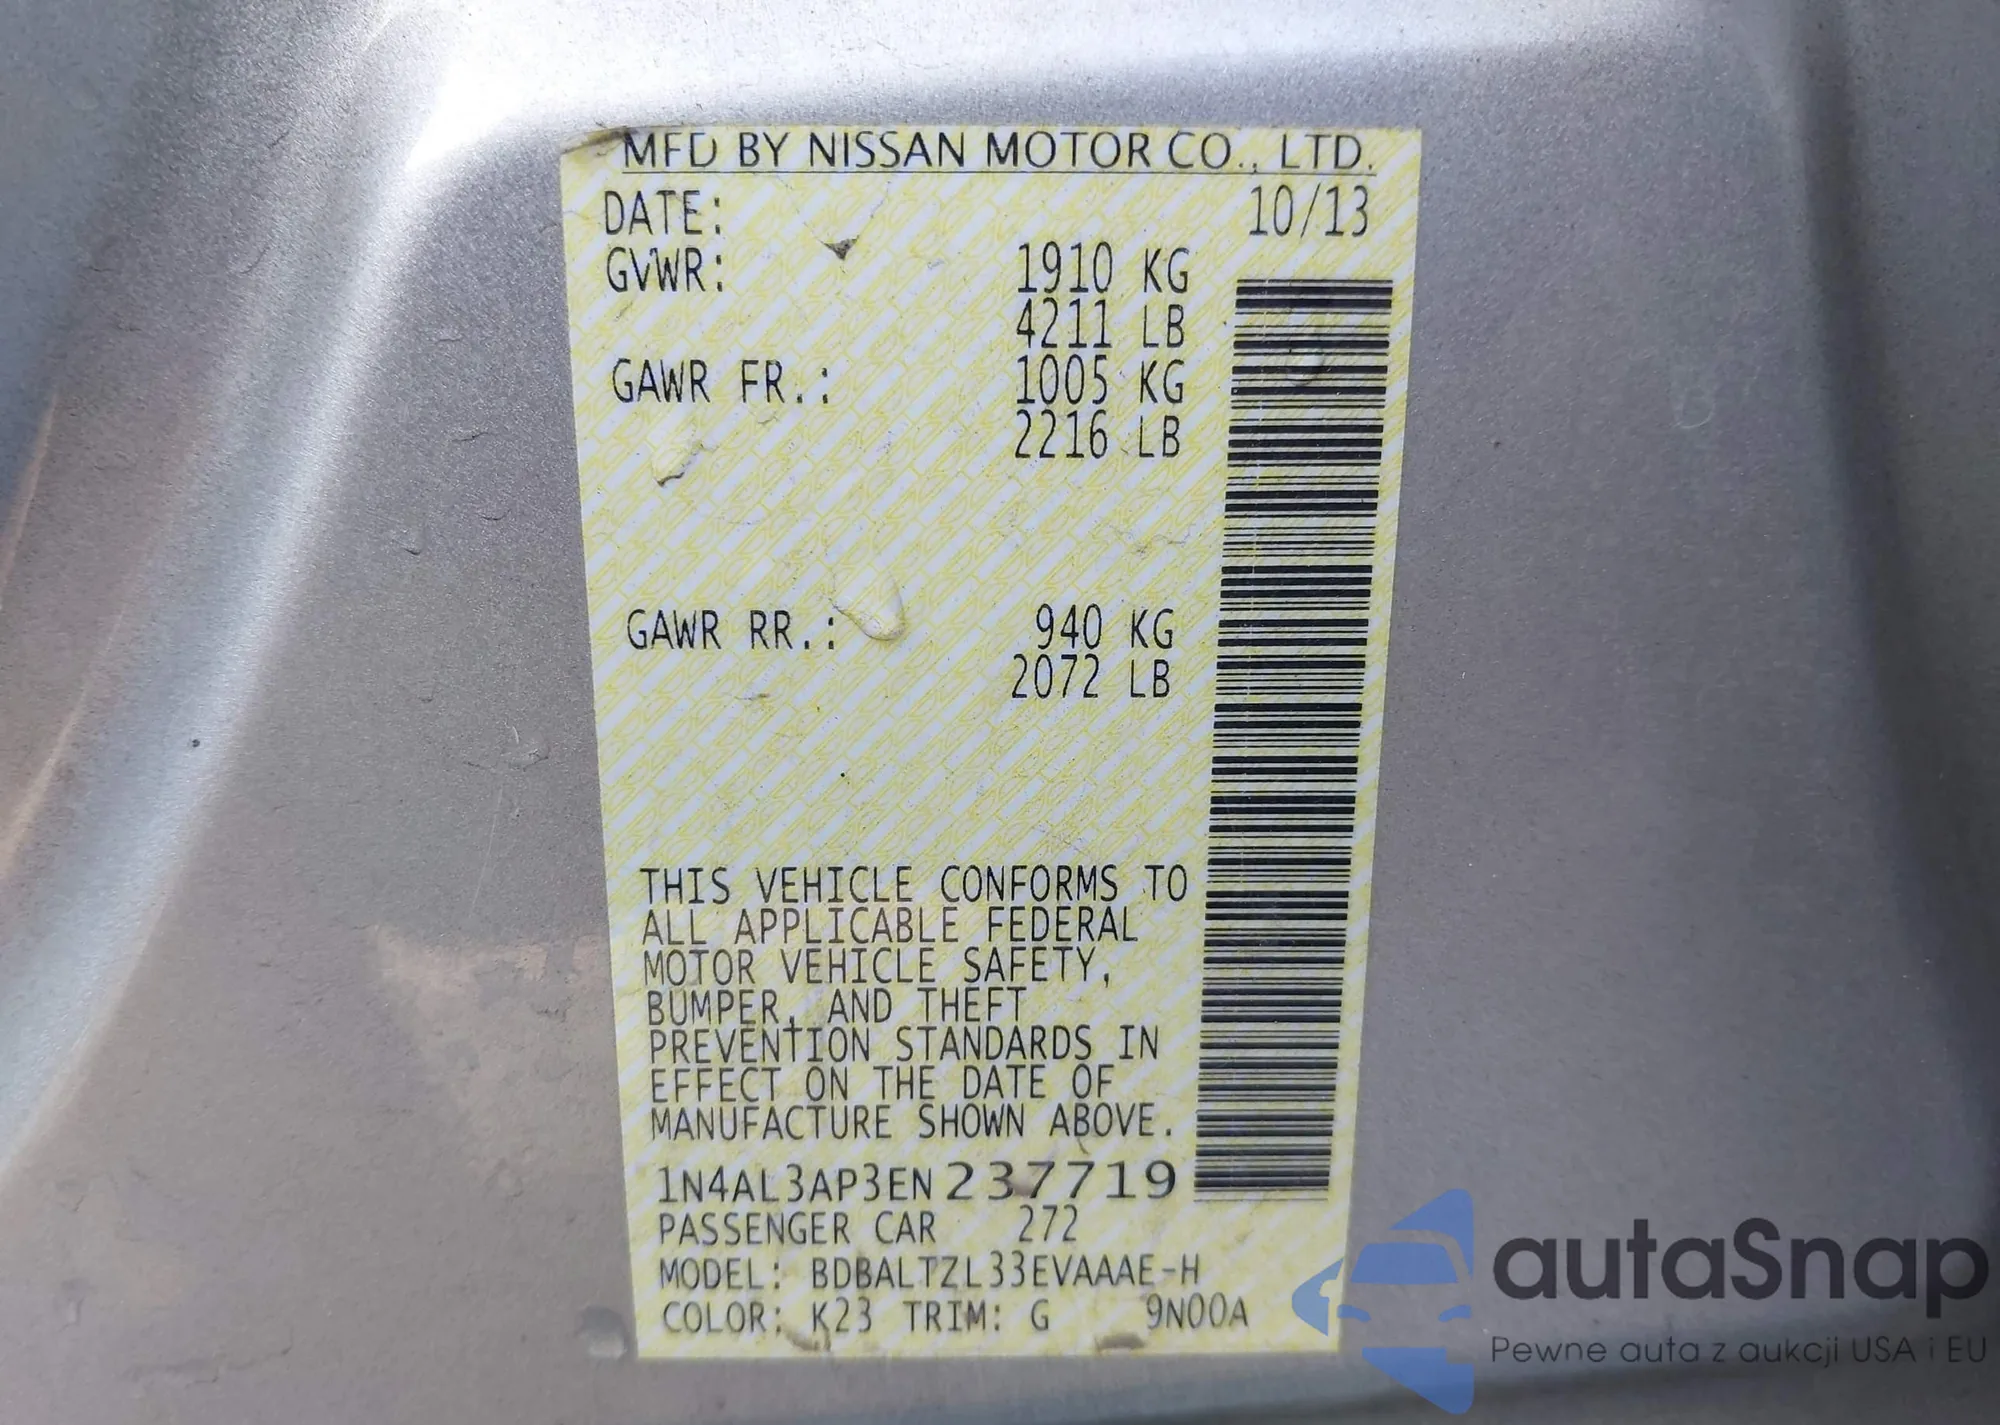 MFD BY NISSAN MOTOR CO., LTD.
DATE: 10/13
GVWR: 1910 KG
4211 LB
GAWR FR.: 1005 KG
2216 LB
GAWR RR.: 940 KG
2072 LB
THIS VEHICLE CONFORMS TO
ALL APPLICABLE FEDERAL
MOTOR VEHICLE SAFETY,
BUMPER, AND THEFT
PREVENTION STANDARDS IN
EFFECT ON THE DATE OF
MANUFACTURE SHOWN ABOVE.
1N4AL3AP3EN237719
PASSENGER CAR 272
MODEL: BDBALTZL33EVAAAE-H
COLOR: K23 TRIM: G 9N00A
autaSnap
Pewne auta z aukcji USA i EU